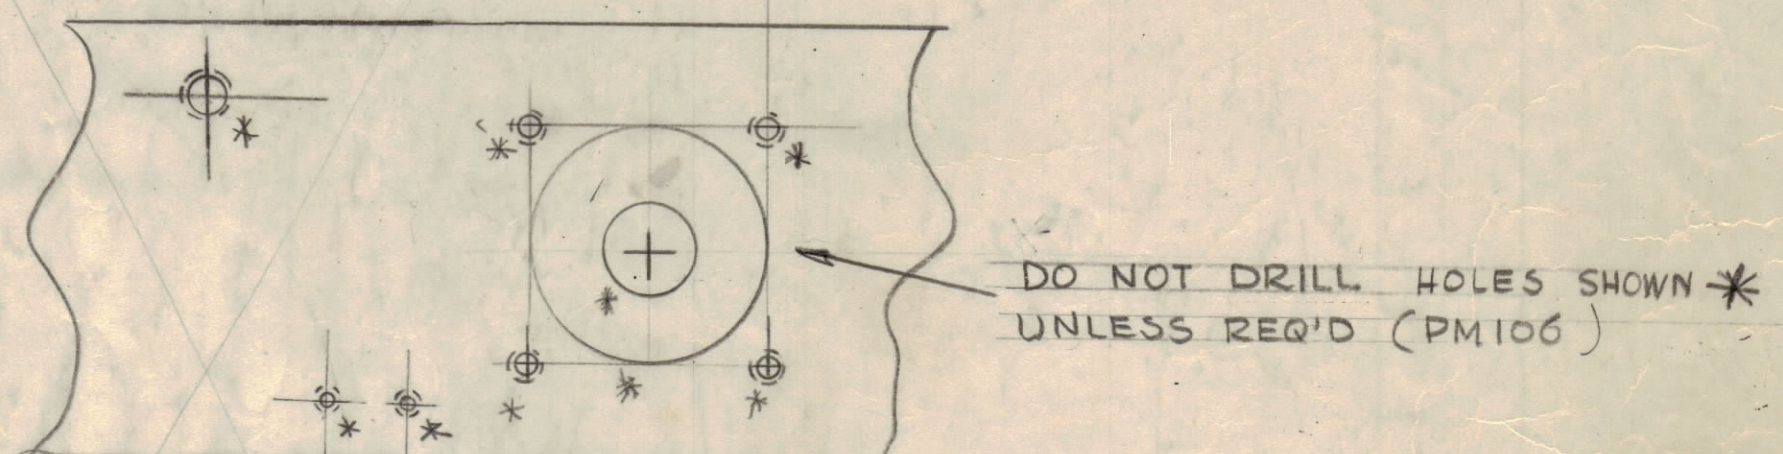 DO NOT DRILL HOLES SHOWN *
UNLESS REQ'D (PM106)